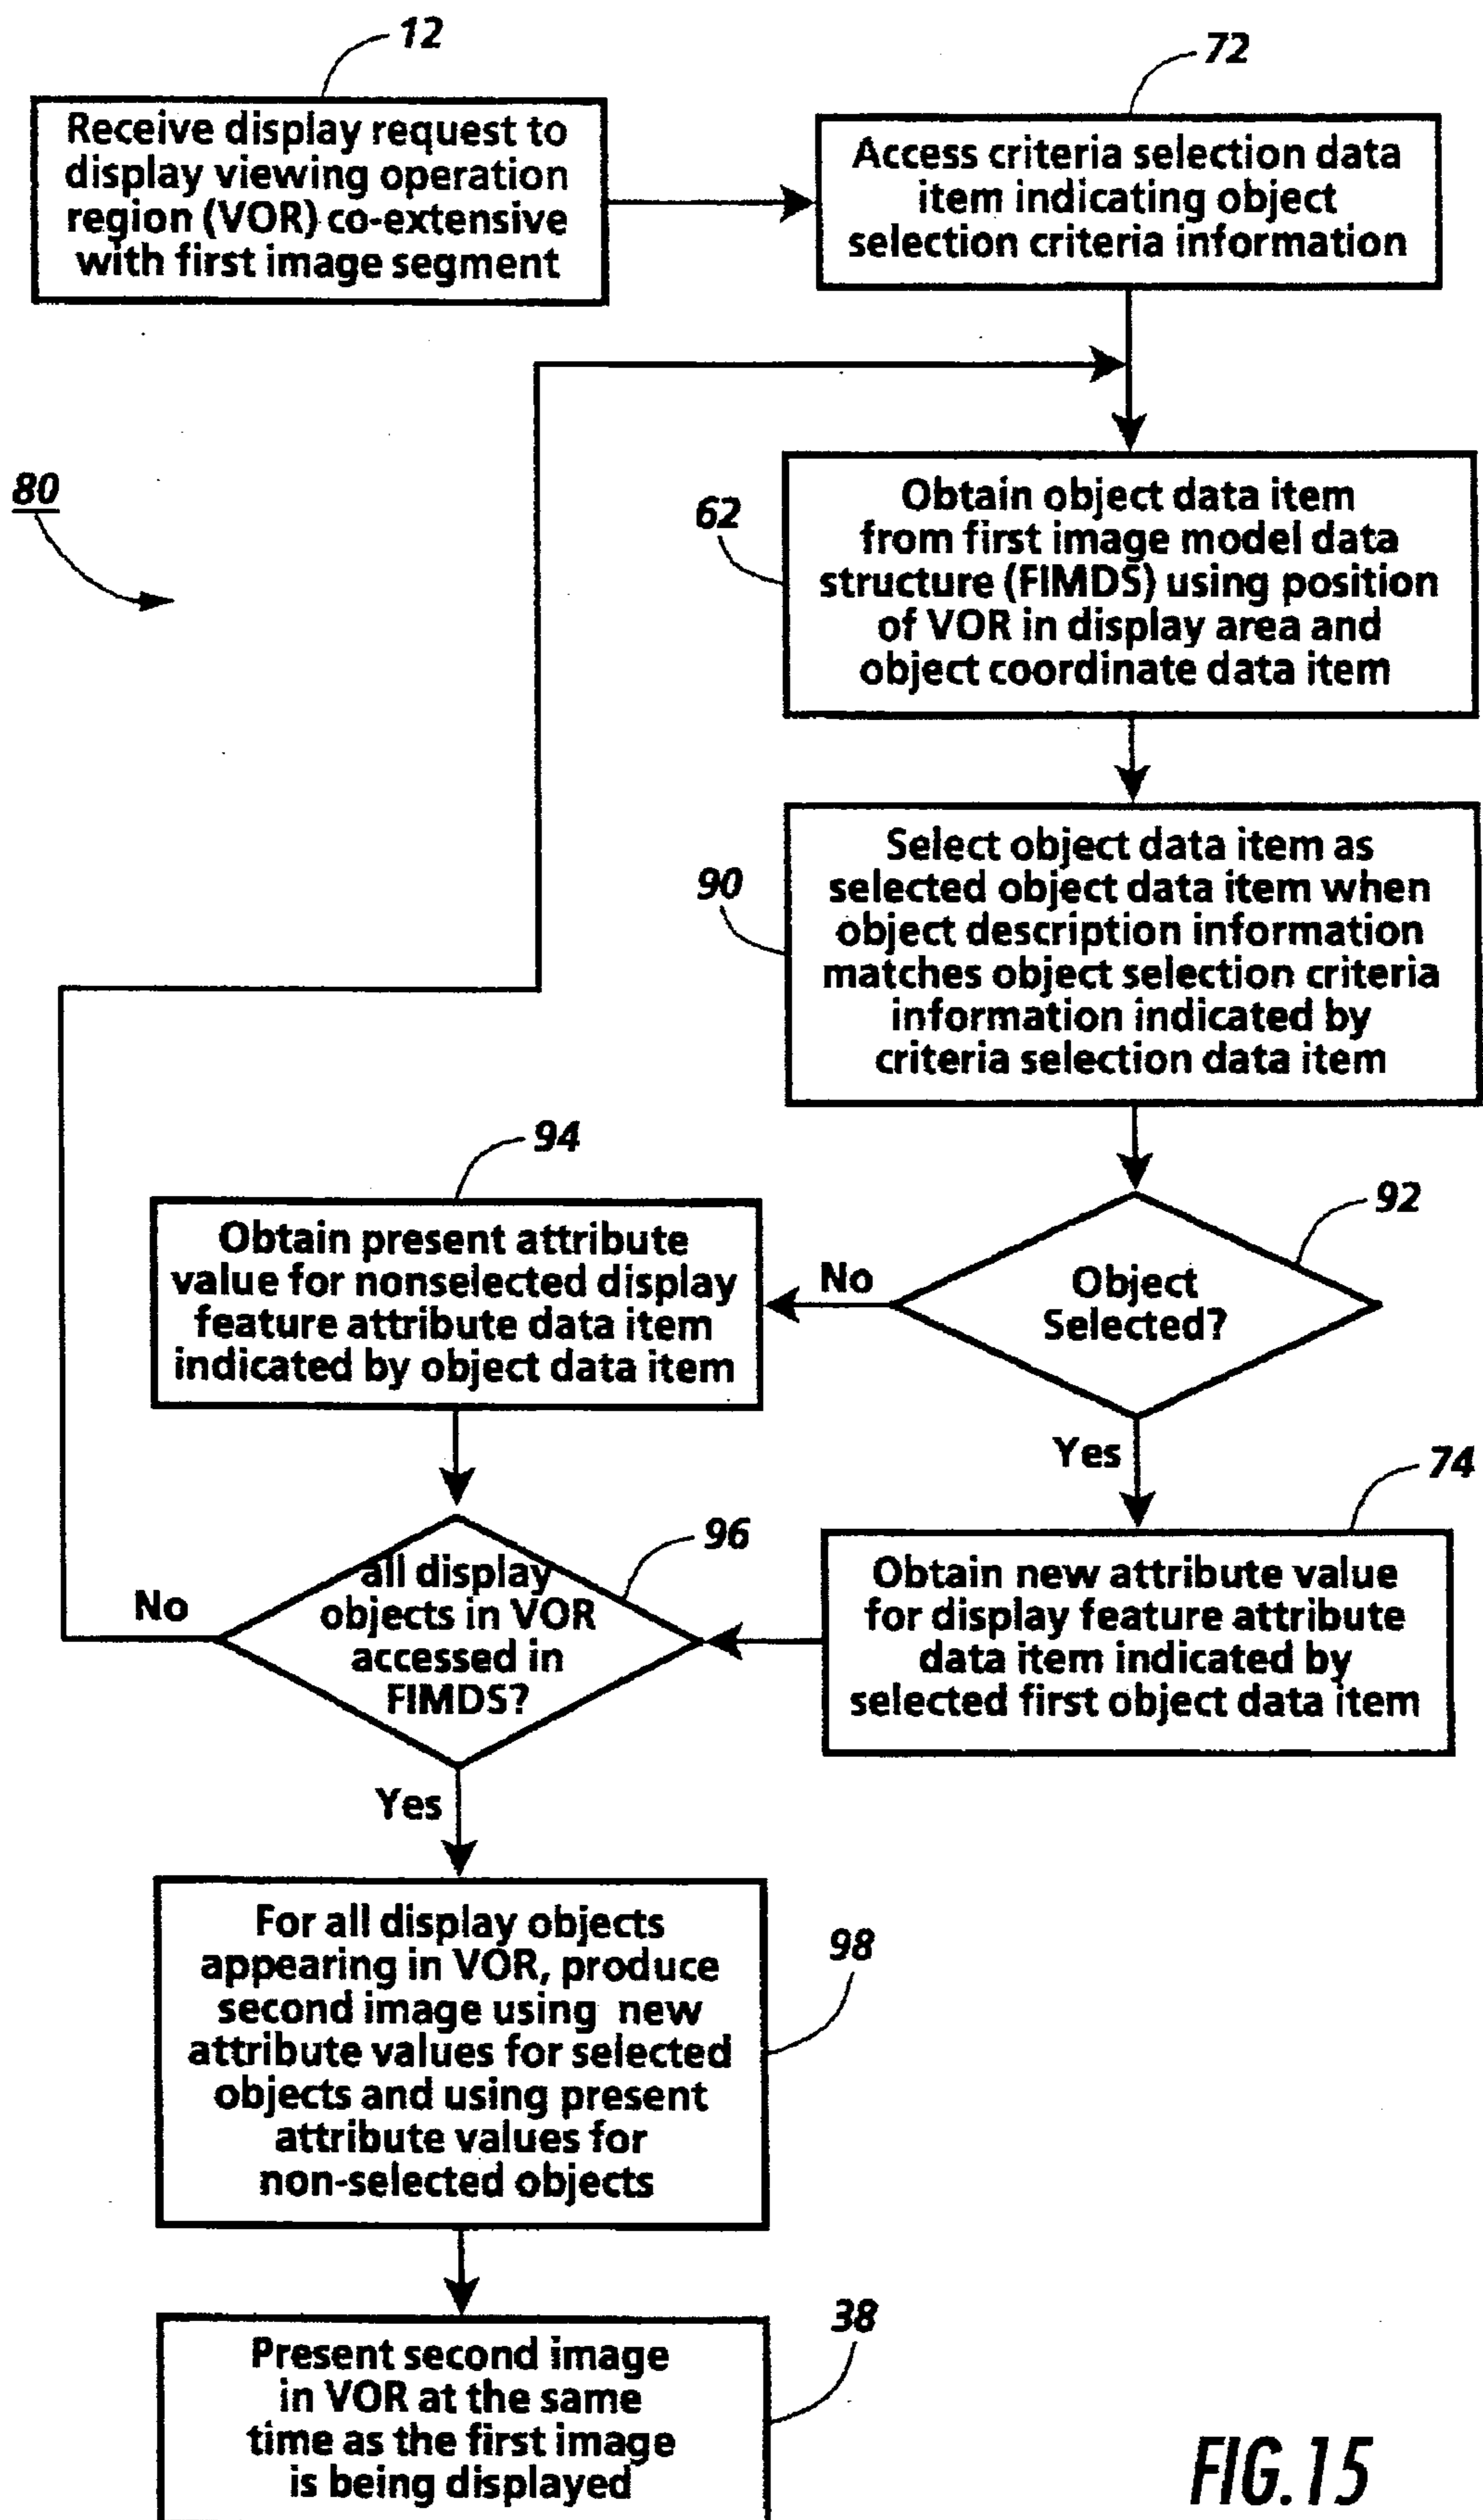 12
Receive display request to
display viewing operation
region (VOR) co-extensive
with first image segment
72
Access criteria selection data
item indicating object
selection criteria information
80
62
Obtain object data item
from first image model data
structure (FIMDS) using position
of VOR in display area and
object coordinate data item
90
Select object data item as
selected object data item when
object description information
matches object selection criteria
information indicated by
criteria selection data item
92
Object
Selected?
No
Yes
94
Obtain present attribute
value for nonselected display
feature attribute data item
indicated by object data item
74
Obtain new attribute value
for display feature attribute
data item indicated by
selected first object data item
96
all display
objects in VOR
accessed in
FIMDS?
No
Yes
98
For all display objects
appearing in VOR, produce
second image using new
attribute values for selected
objects and using present
attribute values for
non-selected objects
38
Present second image
in VOR at the same
time as the first image
is being displayed
FIG.15